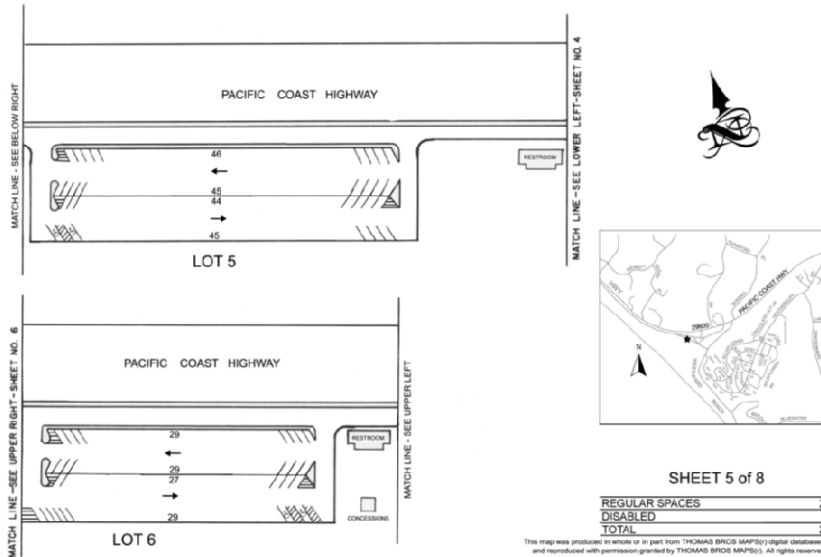 MATCH LINE - SEE BELOW RIGHT
PACIFIC COAST HIGHWAY
46
45
44
45
RESTROOM
LOT 5
MATCH LINE-SEE LOWER LEFT-SHEET NO. 4
MATCH LINE-SEE UPPER RIGHT-SHEET NO. 6
PACIFIC COAST HIGHWAY
29
29
27
29
RESTROOM
CONCESSIONS
LOT 6
MATCH LINE - SEE UPPER LEFT
PACIFIC COAST HWY
N
BEACH
SHEET 5 of 8
REGULAR SPACES
DISABLED
TOTAL
This map was produced in whole or in part from THOMAS BROS MAPS(r) digital database
and reproduced with permission granted by THOMAS BROS MAPS(r). All rights reserve